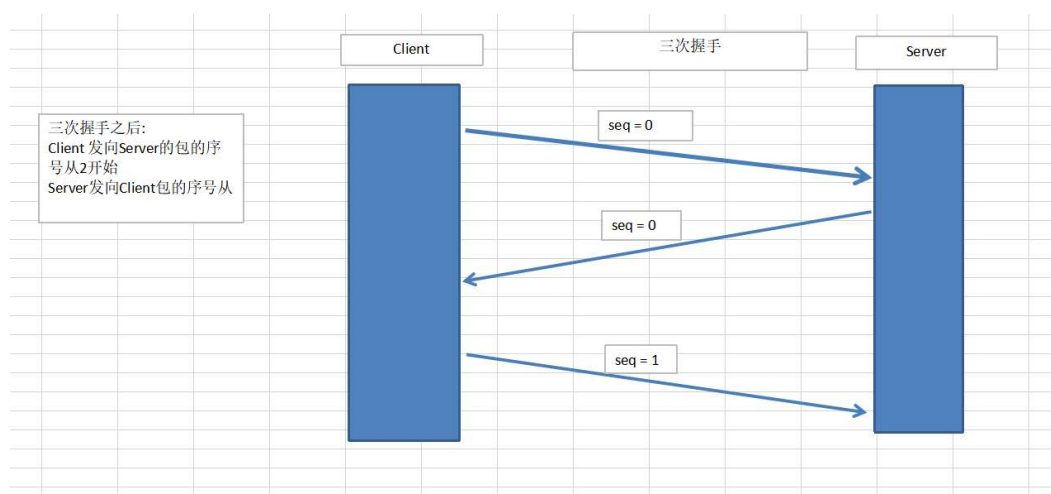 Client
三次握手
Server
三次握手之后:
Client 发向Server的包的序
号从2开始
Server发向Client包的序号从
seq = 0
seq = 0
seq = 1